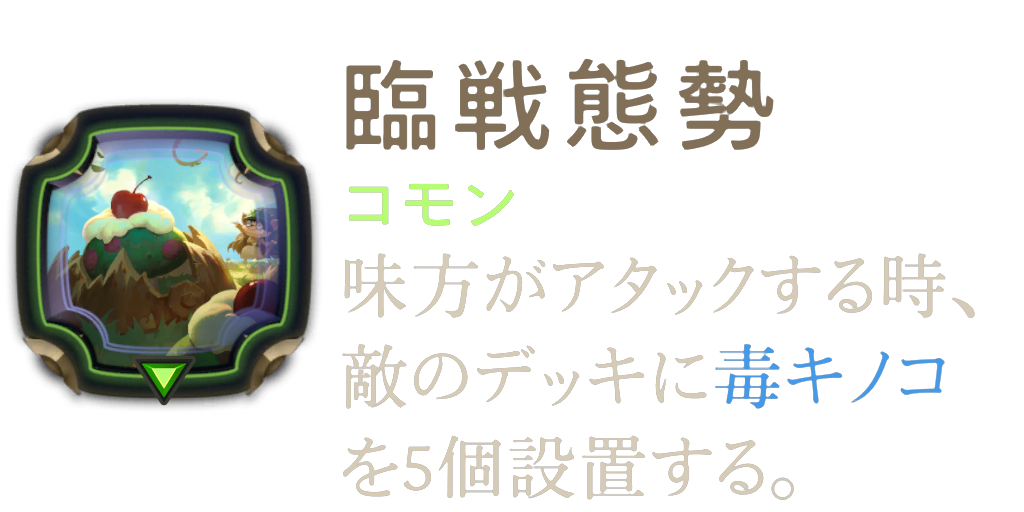 臨戦態勢
コモン
味方がアタックする時、
敵のデッキに毒キノコ
を5個設置する。